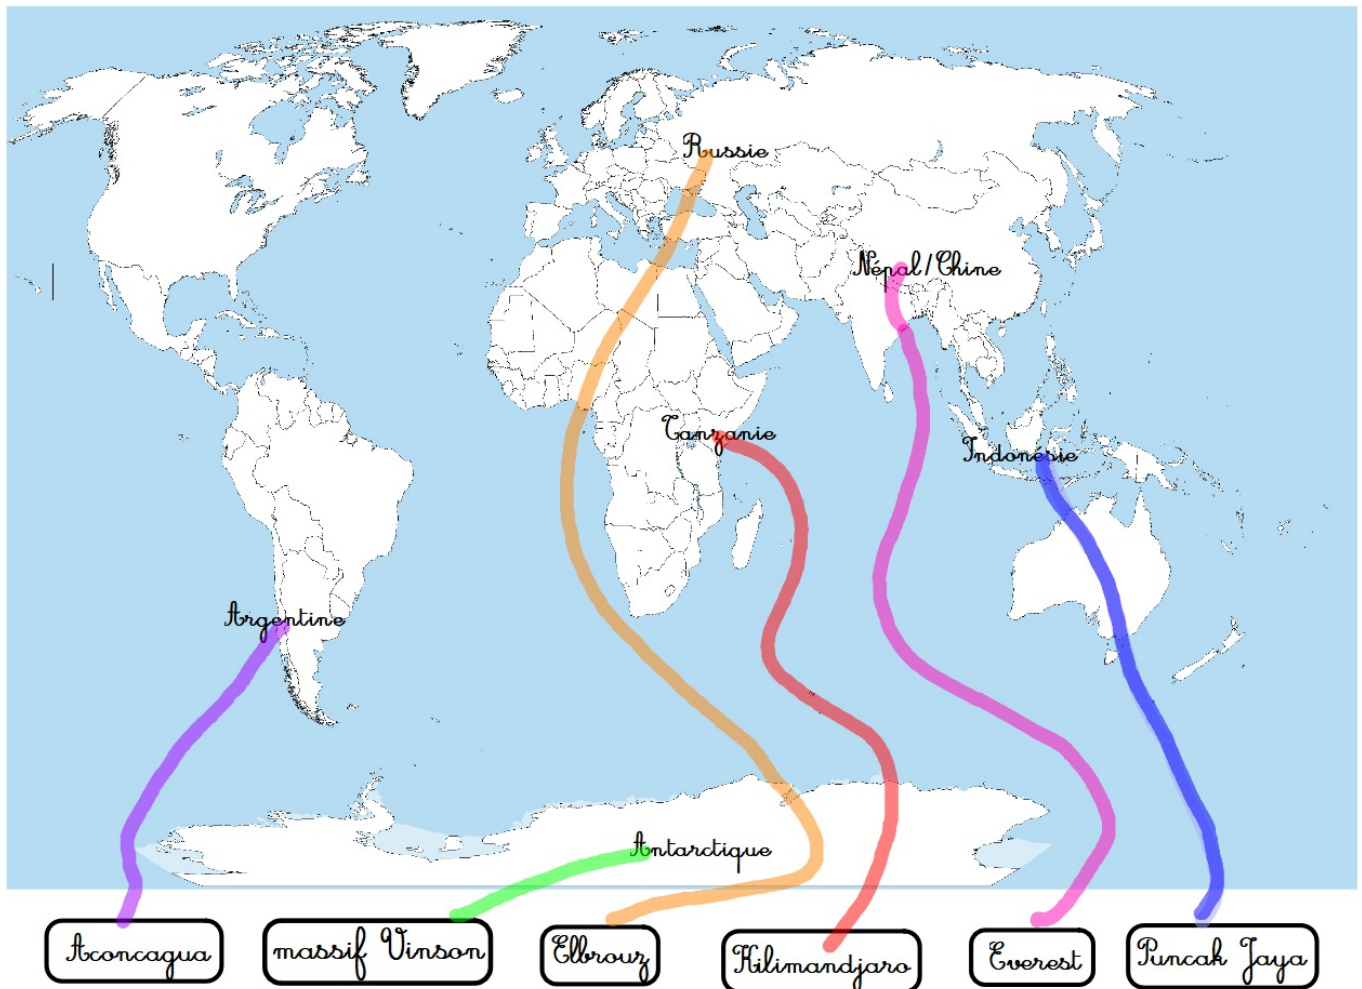 Russie
Népal/Chine
Tanzanie
Indonésie
Argentine
Antarctique
Aconcagua
massif Vinson
Elbrouz
Kilimandjaro
Everest
Puncak Jaya